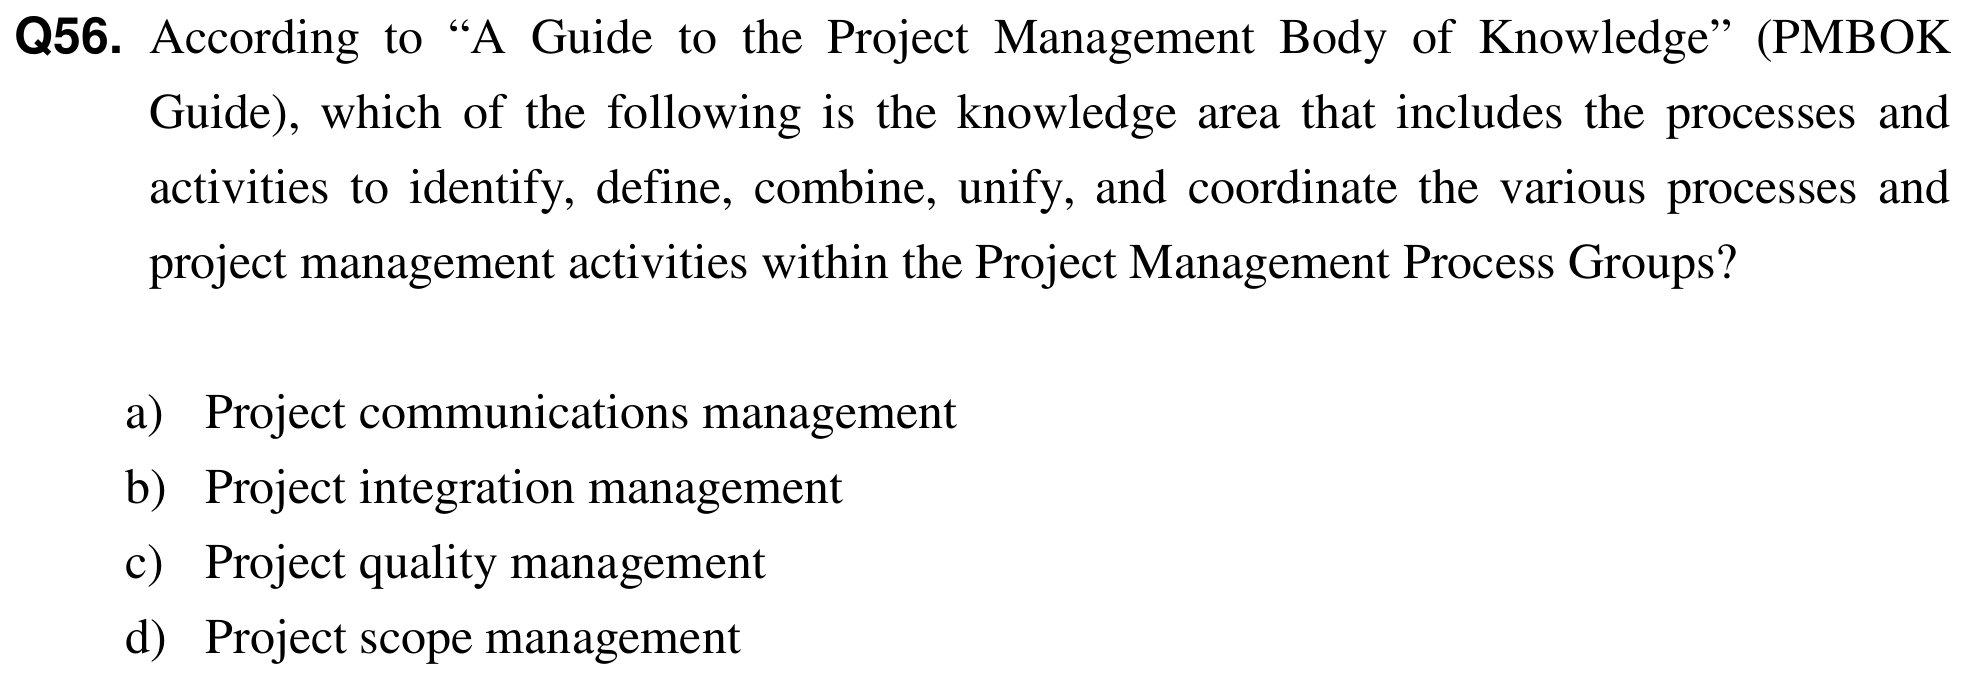 Q56. According to “A Guide to the Project Management Body of Knowledge” (PMBOK
Guide), which of the following is the knowledge area that includes the processes and
activities to identify, define, combine, unify, and coordinate the various processes and
project management activities within the Project Management Process Groups?
a) Project communications management
b) Project integration management
c) Project quality management
d) Project scope management